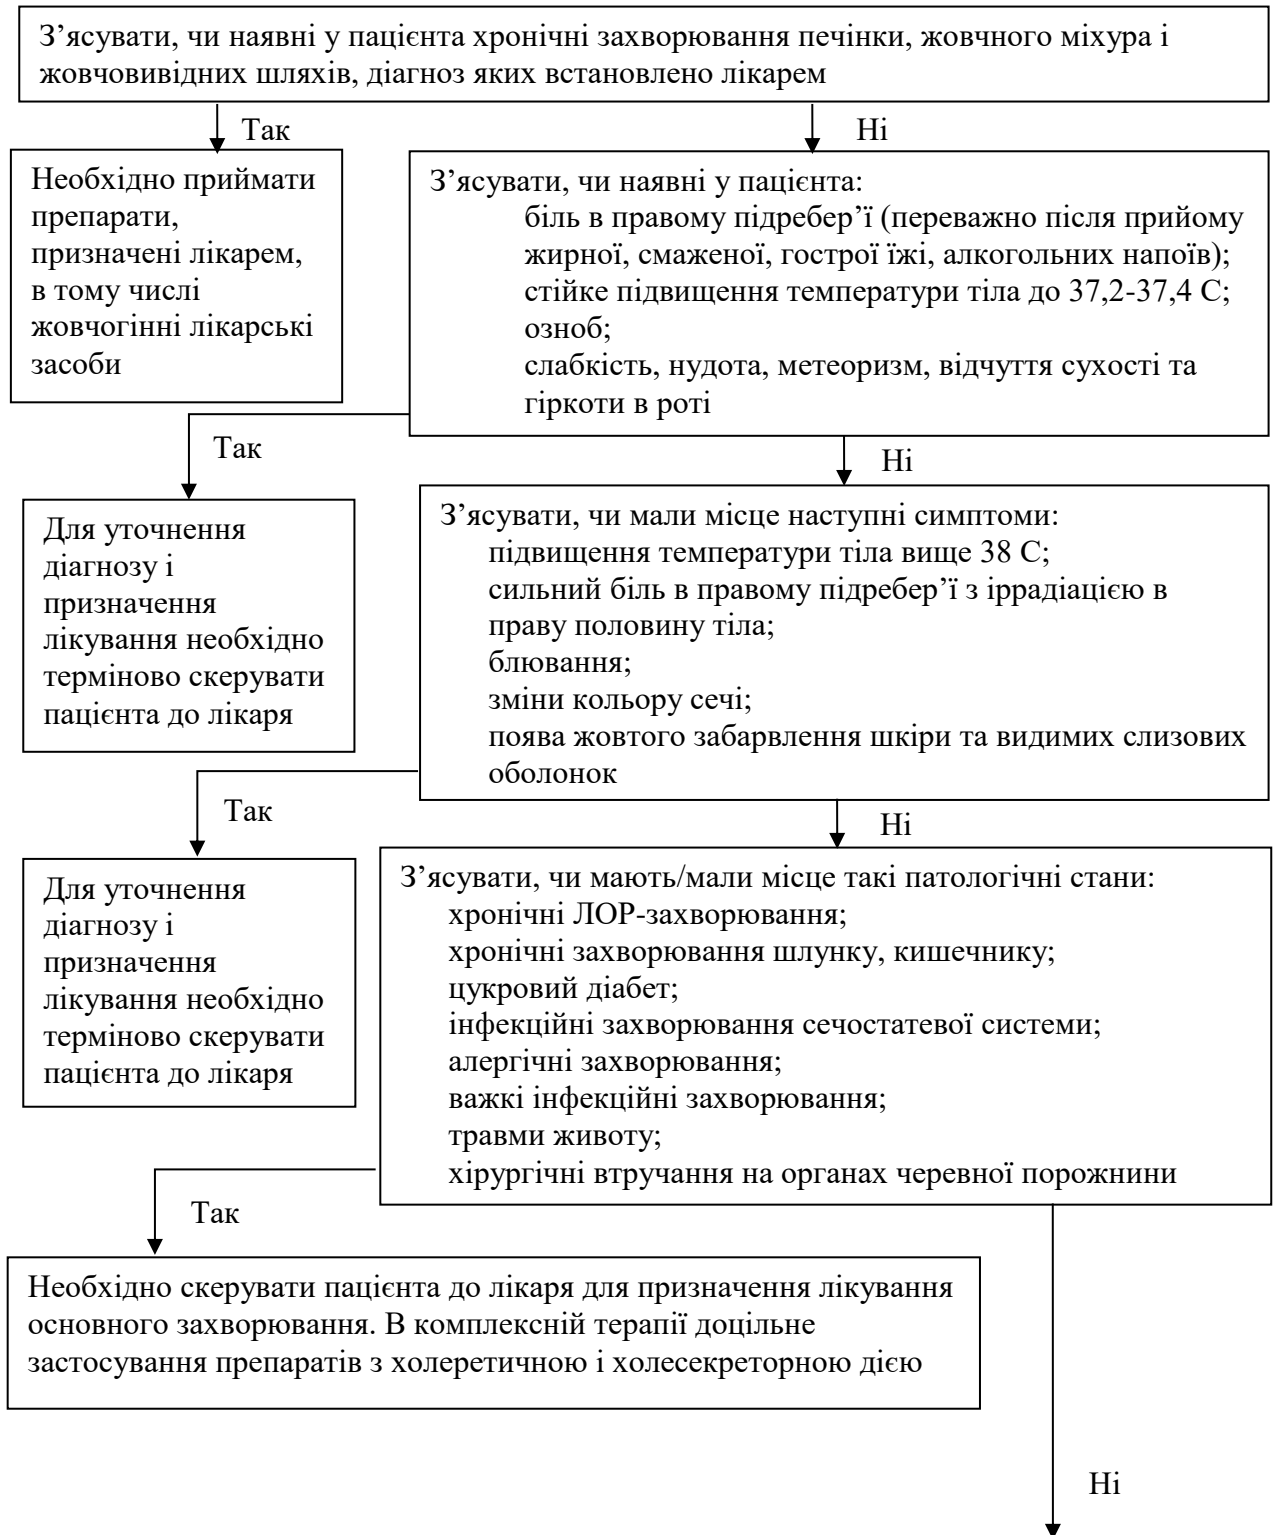 З’ясувати, чи наявні у пацієнта хронічні захворювання печінки, жовчного міхура і
жовчовивідних шляхів, діагноз яких встановлено лікарем
Так
Ні
Необхідно приймати
препарати,
призначені лікарем,
в тому числі
жовчогінні лікарські
засоби
З’ясувати, чи наявні у пацієнта:
біль в правому підребер’ї (переважно після прийому
жирної, смаженої, гострої їжі, алкогольних напоїв);
стійке підвищення температури тіла до 37,2-37,4 С;
озноб;
слабкість, нудота, метеоризм, відчуття сухості та
гіркоти в роті
Так
Ні
Для уточнення
діагнозу і
призначення
лікування необхідно
терміново скерувати
пацієнта до лікаря
З’ясувати, чи мали місце наступні симптоми:
підвищення температури тіла вище 38 С;
сильний біль в правому підребер’ї з іррадіацією в
праву половину тіла;
блювання;
зміни кольору сечі;
поява жовтого забарвлення шкіри та видимих слизових
оболонок
Так
Ні
Для уточнення
діагнозу і
призначення
лікування необхідно
терміново скерувати
пацієнта до лікаря
З’ясувати, чи мають/мали місце такі патологічні стани:
хронічні ЛОР-захворювання;
хронічні захворювання шлунку, кишечнику;
цукровий діабет;
інфекційні захворювання сечостатевої системи;
алергічні захворювання;
важкі інфекційні захворювання;
травми животу;
хірургічні втручання на органах черевної порожнини
Так
Необхідно скерувати пацієнта до лікаря для призначення лікування
основного захворювання. В комплексній терапії доцільне
застосування препаратів з холеретичною і холесекреторною дією
Ні